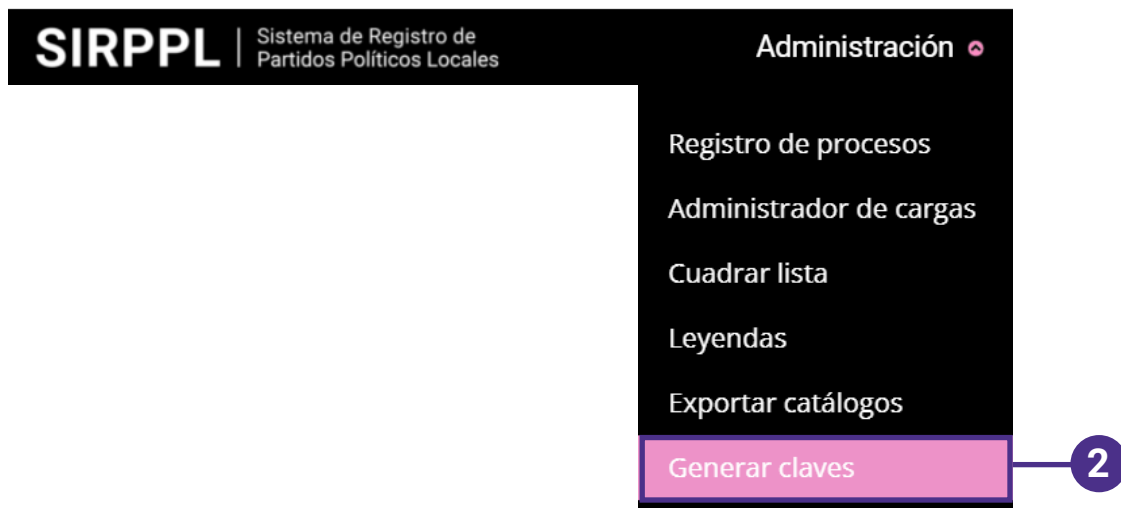 SIRPPL | Sistema de Registro de
Partidos Políticos Locales
Administración
Registro de procesos
Administrador de cargas
Cuadrar lista
Leyendas
Exportar catálogos
Generar claves
2